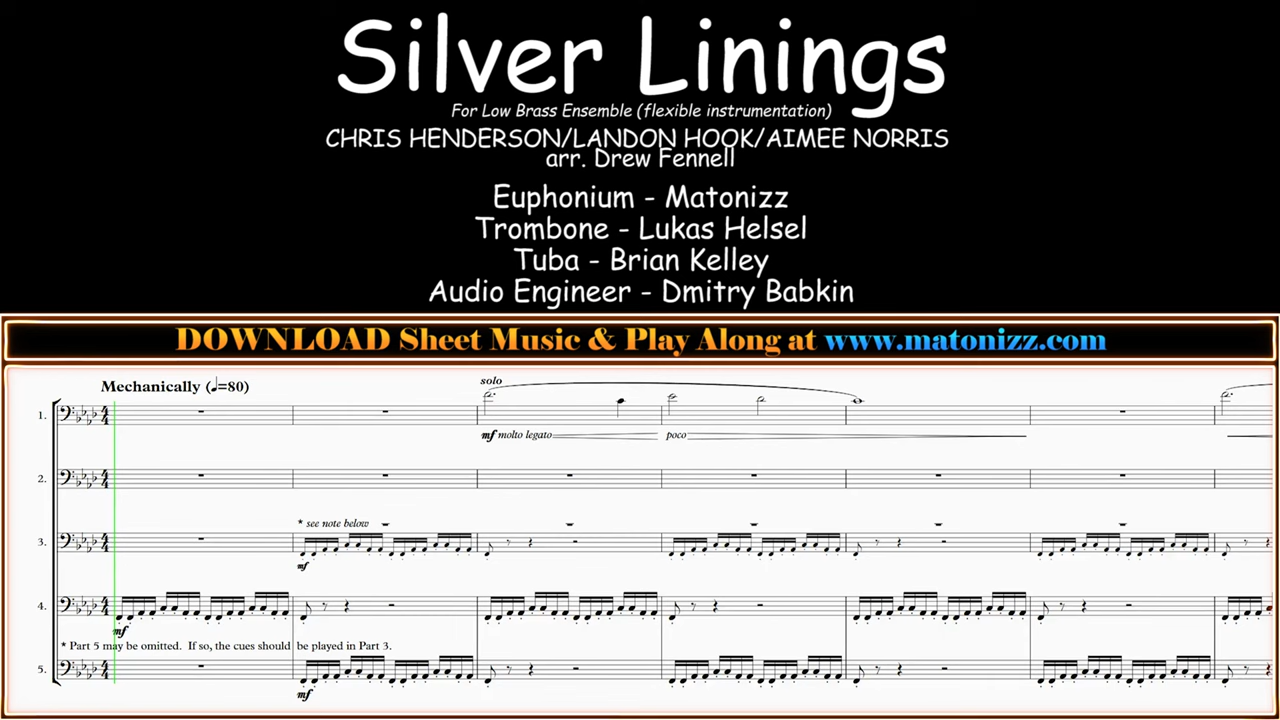 Silver Linings
For Low Brass Ensemble (flexible instrumentation)
CHRIS HENDERSON/LANDON HOOK/AIMEE NORRIS
arr. Drew Fennell
Euphonium - Matonizz
Trombone - Lukas Helsel
Tuba - Brian Kelley
Audio Engineer - Dmitry Babkin
DOWNLOAD Sheet Music & Play Along at www.matonizz.com
Mechanically (♩=80)
solo
1.
mf molto legato
poco
2.
* see note below
3.
mf
4.
mf
* Part 5 may be omitted. If so, the cues should be played in Part 3.
5.
mf